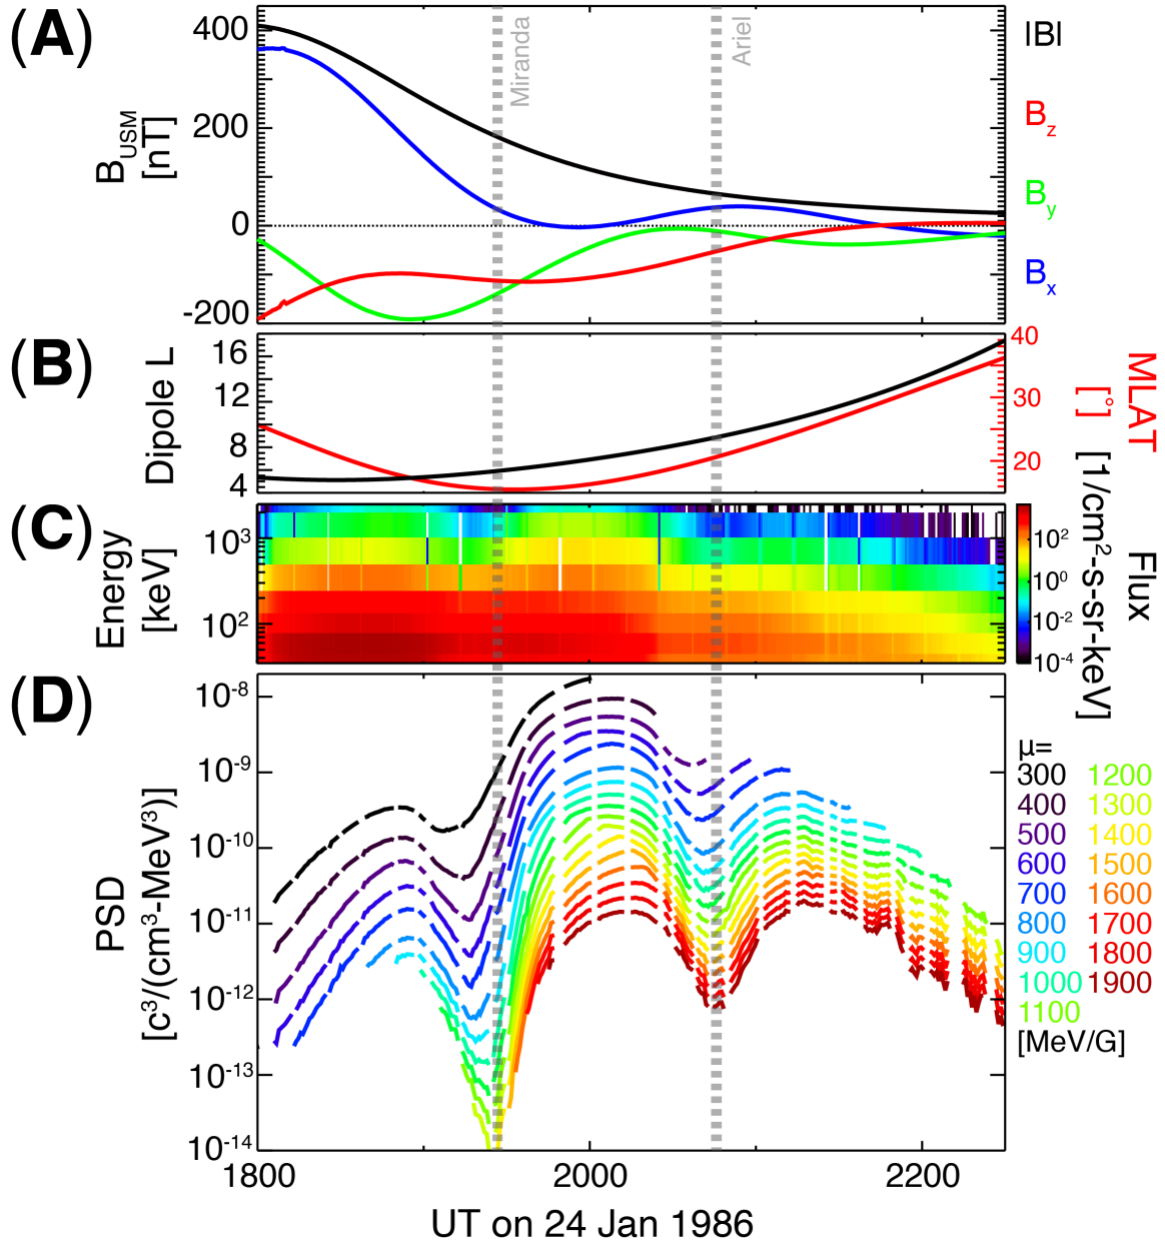 (A)
400
200
0
-200
B_USM
[nT]
Miranda
Ariel
|B|
B_z
B_y
B_x
(B)
16
12
8
4
Dipole L
40
30
20
MLAT
[°]
(C)
10^3
10^2
Energy
[keV]
10^2
10^0
10^-2
10^-4
Flux
[1/cm^2-s-sr-keV]
(D)
10^-8
10^-9
10^-10
10^-11
10^-12
10^-13
10^-14
PSD
[c^3/(cm^3-MeV^3)]
μ=
300 1200
400 1300
500 1400
600 1500
700 1600
800 1700
900 1800
1000 1900
1100
[MeV/G]
1800 2000 2200
UT on 24 Jan 1986